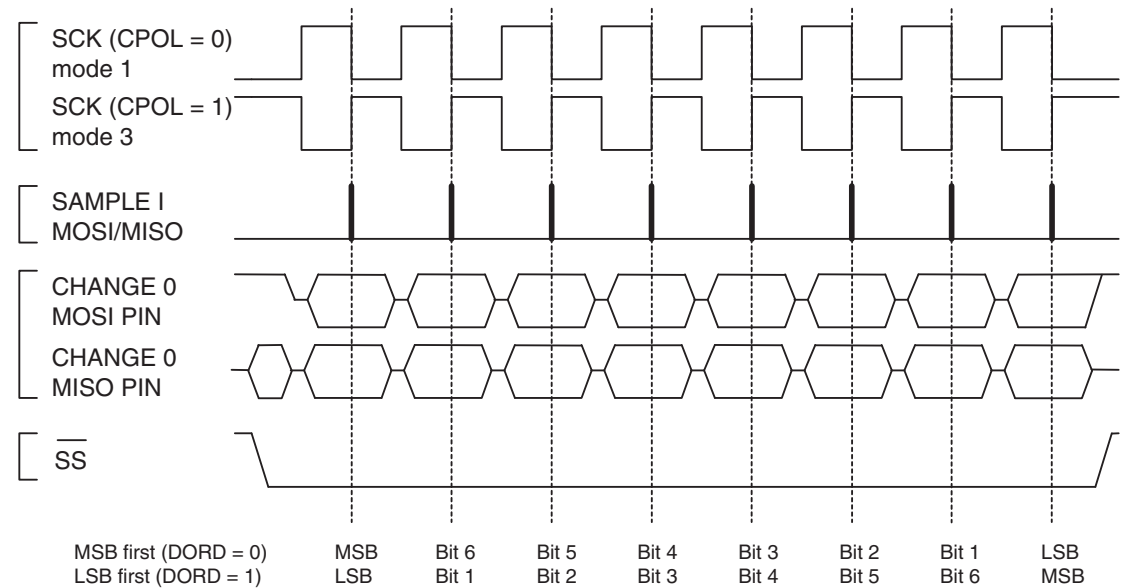 SCK (CPOL = 0)
mode 1
SCK (CPOL = 1)
mode 3
SAMPLE I
MOSI/MISO
CHANGE 0
MOSI PIN
CHANGE 0
MISO PIN
SS
MSB first (DORD = 0) MSB Bit 6 Bit 5 Bit 4 Bit 3 Bit 2 Bit 1 LSB
LSB first (DORD = 1) LSB Bit 1 Bit 2 Bit 3 Bit 4 Bit 5 Bit 6 MSB